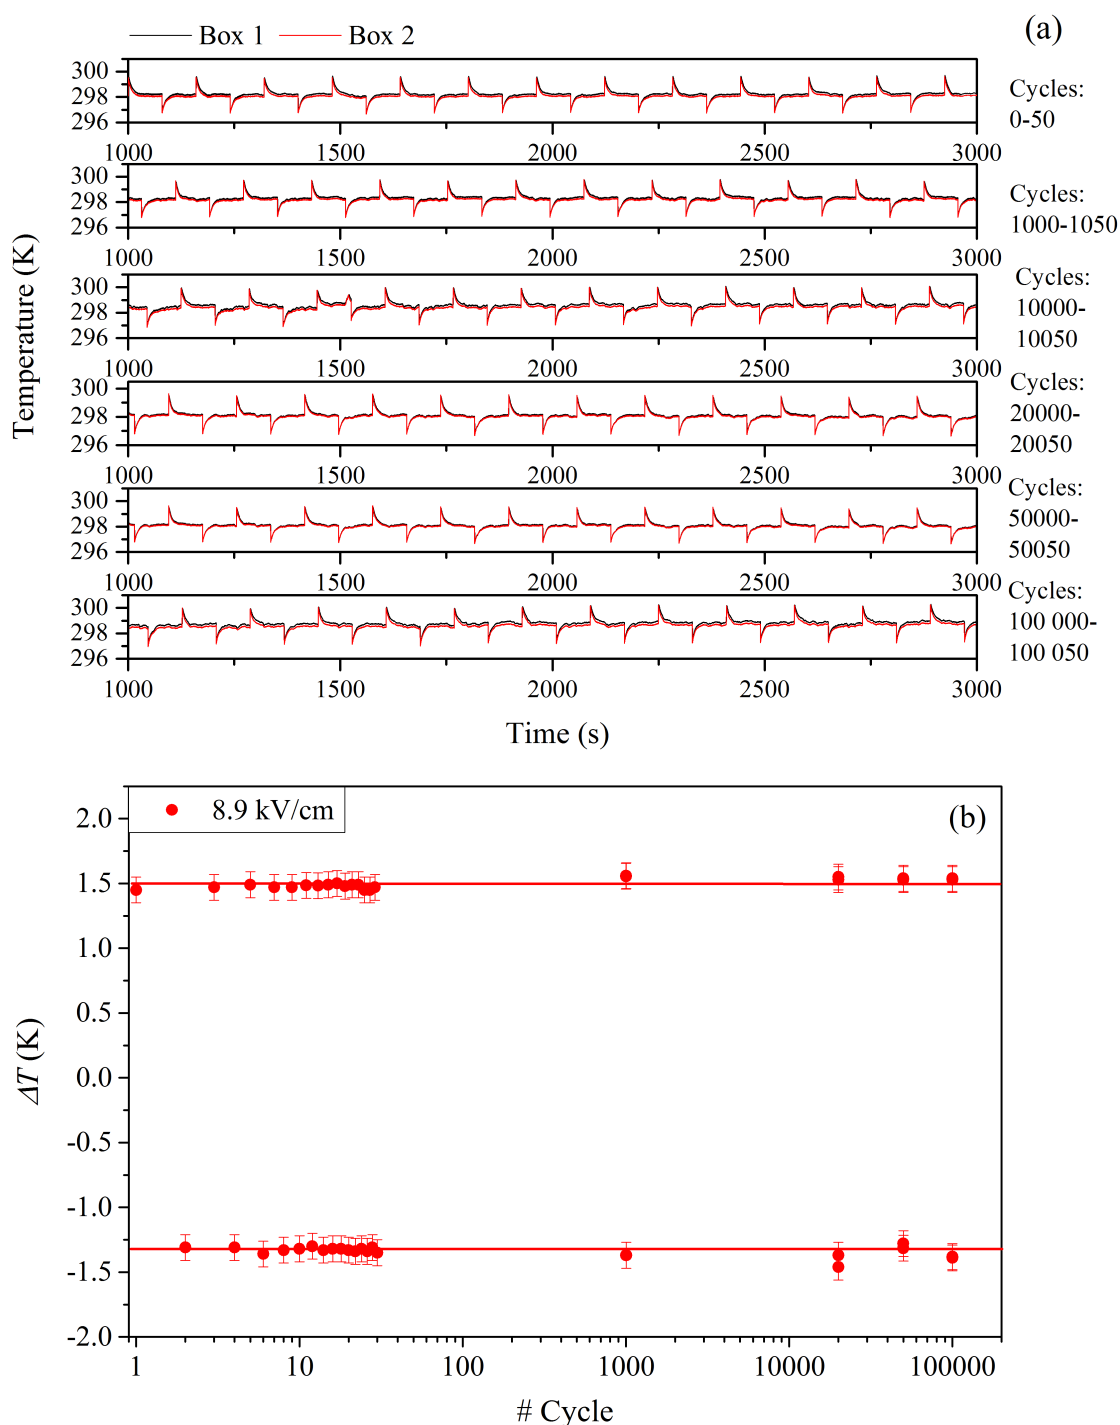 Box 1 Box 2 (a)
300
298
296
Cycles:
0-50
1000 1500 2000 2500 3000
300
298
296
Cycles:
1000-1050
1000 1500 2000 2500 3000
300
298
296
Cycles:
10000-
10050
1000 1500 2000 2500 3000
300
298
296
Cycles:
20000-
20050
1000 1500 2000 2500 3000
300
298
296
Cycles:
50000-
50050
1000 1500 2000 2500 3000
300
298
296
Cycles:
100 000-
100 050
1000 1500 2000 2500 3000
Temperature (K)
Time (s)
8.9 kV/cm (b)
2.0
1.5
1.0
0.5
0.0
-0.5
-1.0
-1.5
-2.0
ΔT (K)
1 10 100 1000 10000 100000
# Cycle